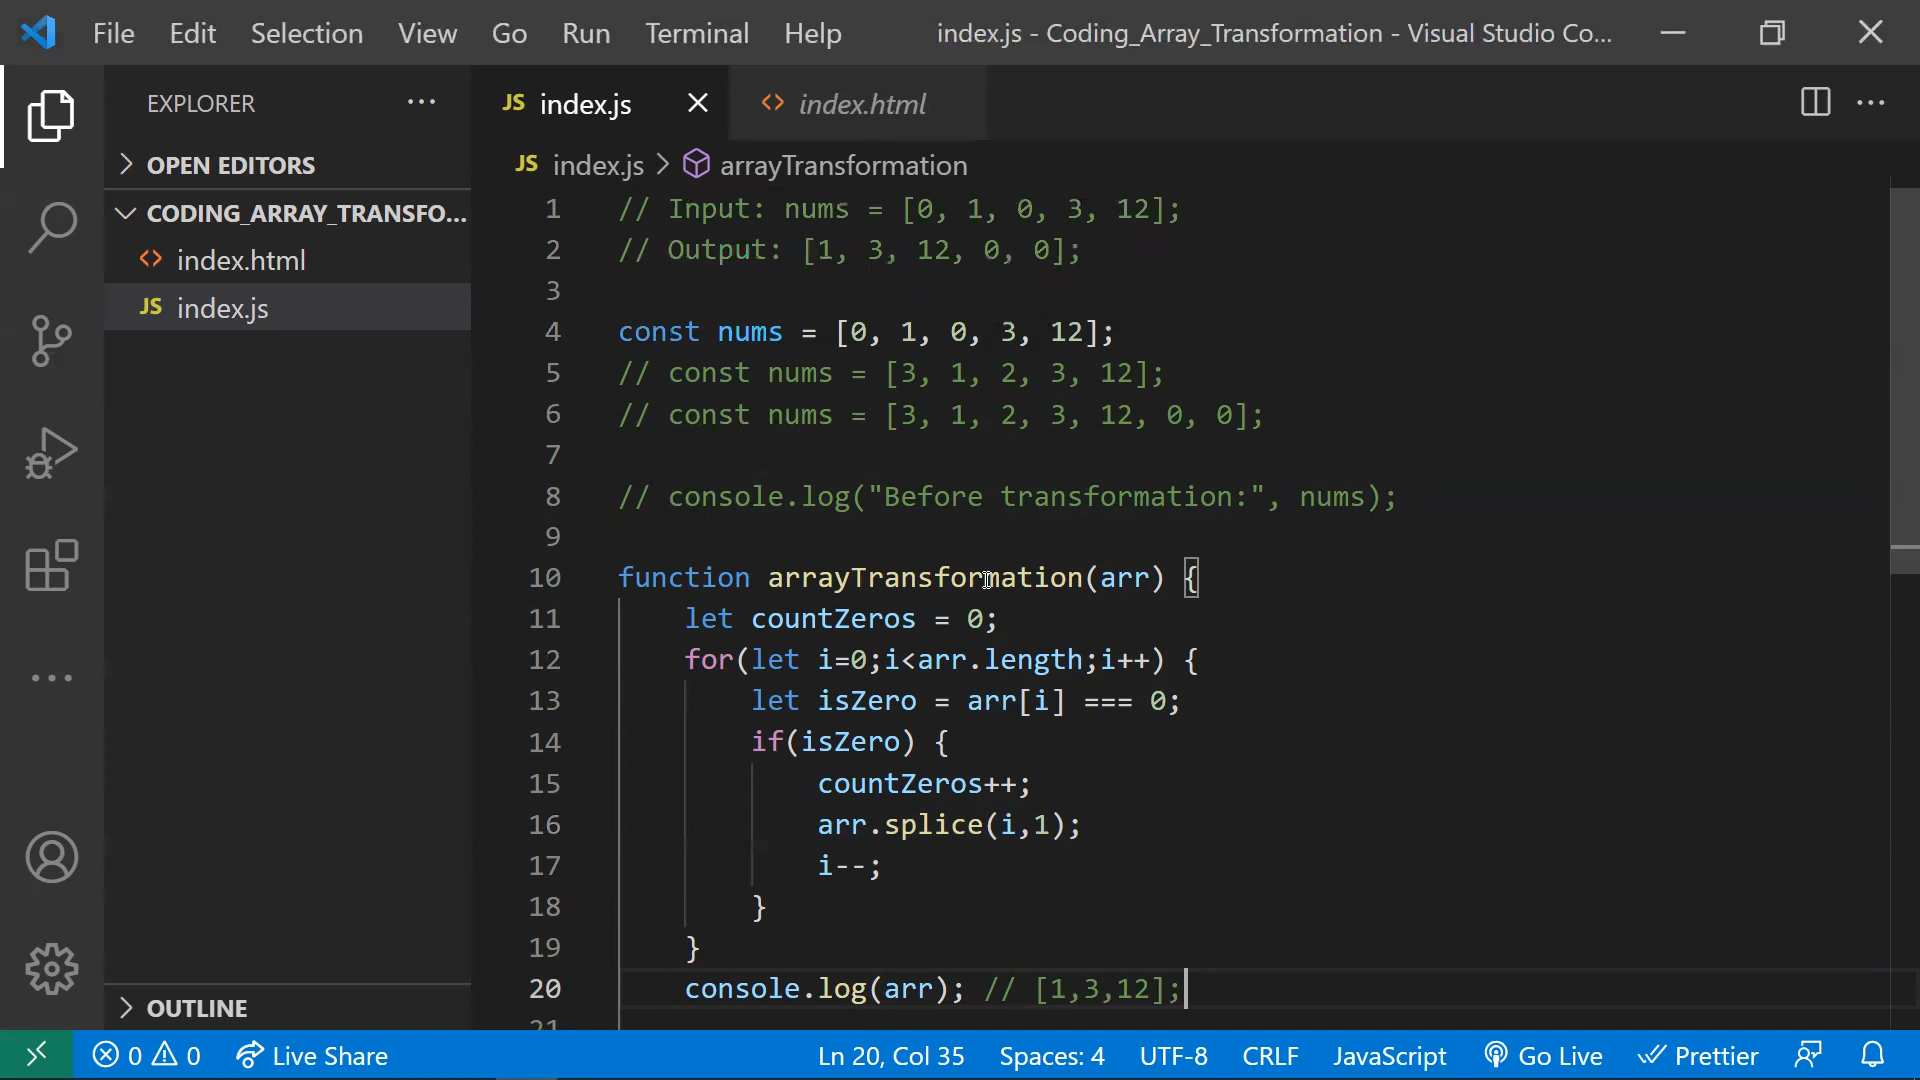 File Edit Selection View Go Run Terminal Help index.js - Coding_Array_Transformation - Visual Studio Co...
EXPLORER
OPEN EDITORS
CODING_ARRAY_TRANSFO...
<> index.html
JS index.js
OUTLINE
JS index.js
<> index.html
JS index.js > arrayTransformation
1 // Input: nums = [0, 1, 0, 3, 12];
2 // Output: [1, 3, 12, 0, 0];
3
4 const nums = [0, 1, 0, 3, 12];
5 // const nums = [3, 1, 2, 3, 12];
6 // const nums = [3, 1, 2, 3, 12, 0, 0];
7
8 // console.log("Before transformation:", nums);
9
10 function arrayTransformation(arr) {
11 let countZeros = 0;
12 for(let i=0;i<arr.length;i++) {
13 let isZero = arr[i] === 0;
14 if(isZero) {
15 countZeros++;
16 arr.splice(i,1);
17 i--;
18 }
19 }
20 console.log(arr); // [1,3,12];
21
0 0 Live Share Ln 20, Col 35 Spaces: 4 UTF-8 CRLF JavaScript Go Live Prettier